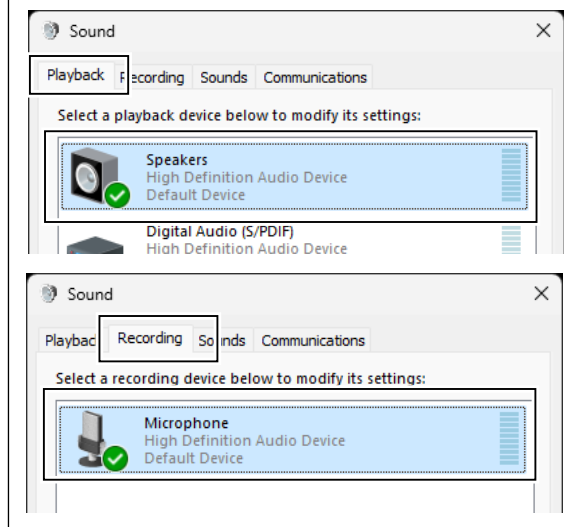 Sound
Playback Recording Sounds Communications
Select a playback device below to modify its settings:
Speakers
High Definition Audio Device
Default Device
Digital Audio (S/PDIF)
High Definition Audio Device
Sound
Playback Recording Sounds Communications
Select a recording device below to modify its settings:
Microphone
High Definition Audio Device
Default Device